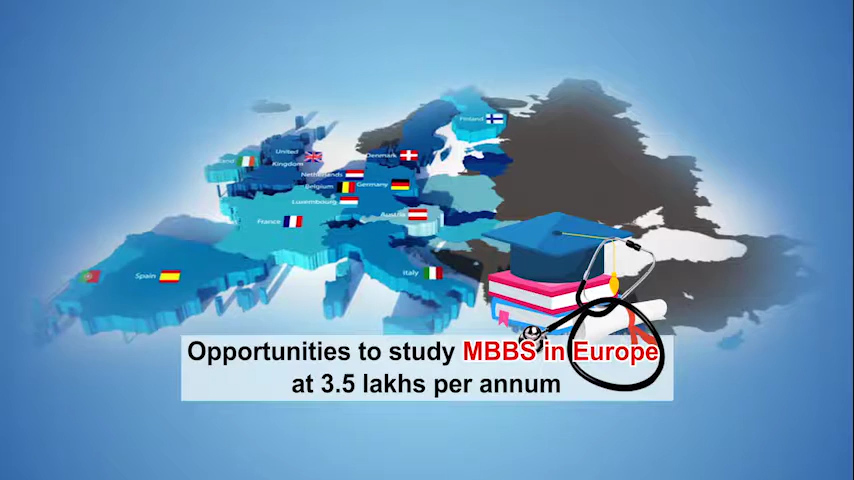 Finland
United
Kingdom
Denmark
Netherlands
Belgium
Germany
Luxembourg
Austria
France
Italy
Spain
Opportunities to study MBBS in Europe
at 3.5 lakhs per annum